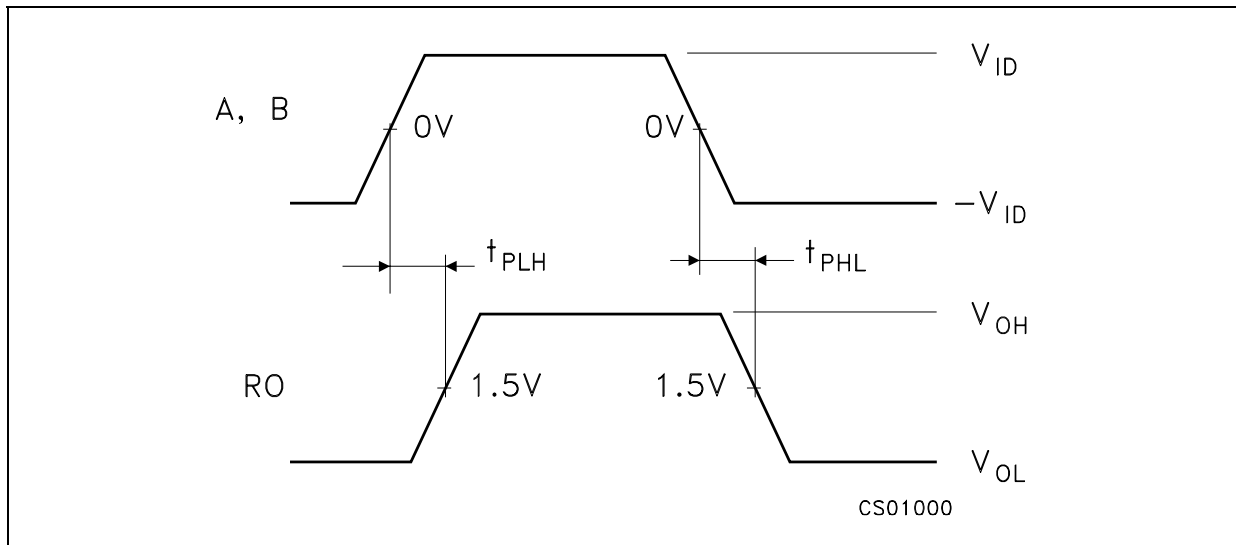 V_ID
A, B
0V
0V
-V_ID
t_PLH
t_PHL
V_OH
RO
1.5V
1.5V
V_OL
CS01000